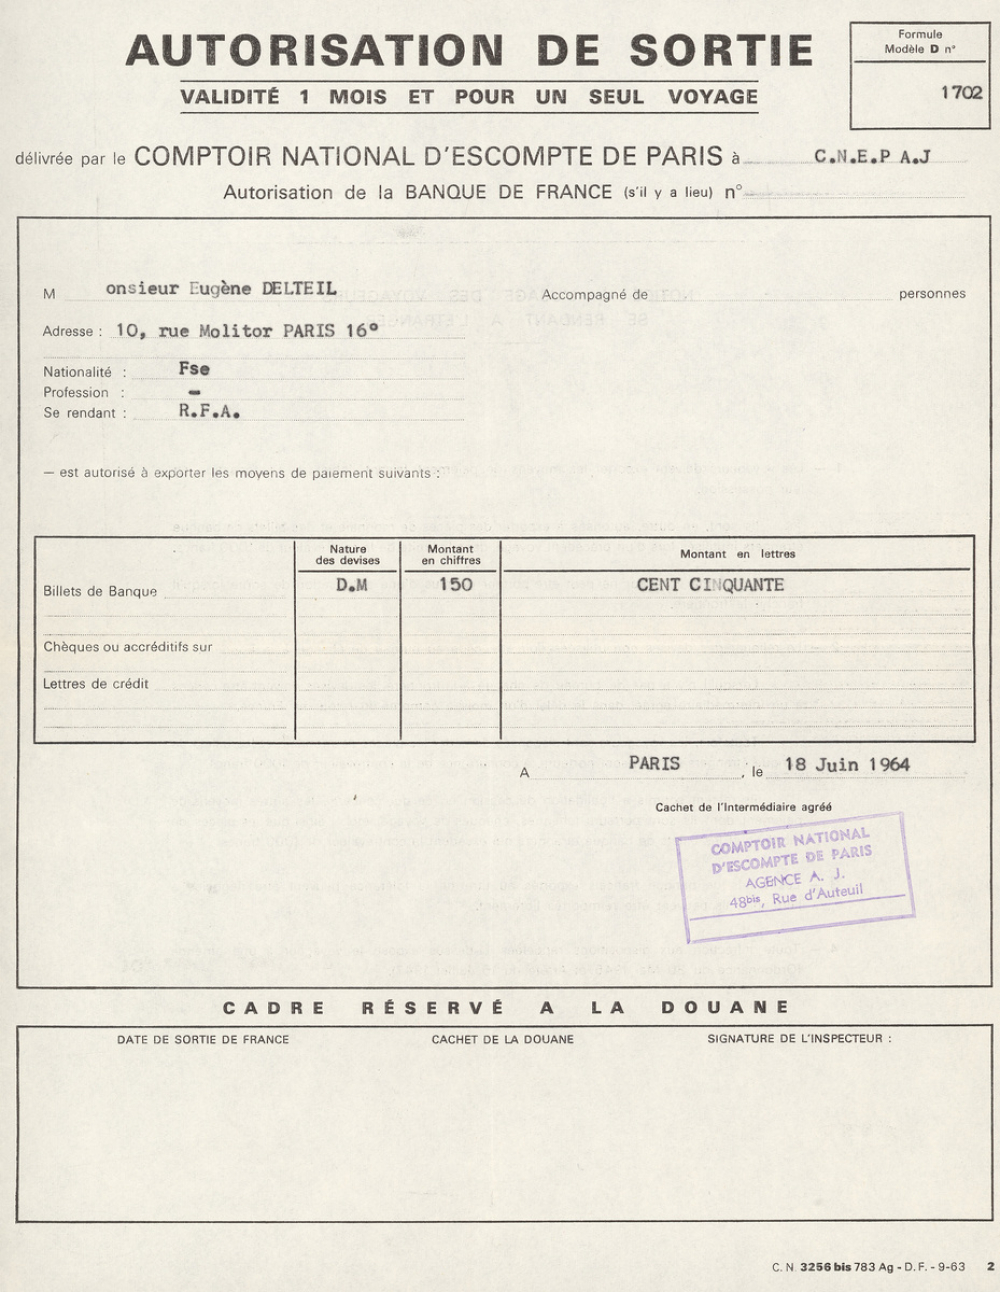 AUTORISATION DE SORTIE
VALIDITÉ 1 MOIS ET POUR UN SEUL VOYAGE
Formule
Modèle D n°
1702
délivrée par le COMPTOIR NATIONAL D'ESCOMPTE DE PARIS à C.N.E.P A.J
Autorisation de la BANQUE DE FRANCE (s'il y a lieu) n°
M onsieur Eugène DELTEIL
Accompagné de personnes
Adresse : 10, rue Molitor PARIS 16°
Nationalité : Fse
Profession : -
Se rendant : R.F.A.
— est autorisé à exporter les moyens de paiement suivants :
Nature des devises
Montant en chiffres
Montant en lettres
Billets de Banque D.M 150 CENT CINQUANTE
Chèques ou accréditifs sur
Lettres de crédit
A PARIS, le 18 Juin 1964
Cachet de l'Intermédiaire agréé
COMPTOIR NATIONAL
D'ESCOMPTE DE PARIS
AGENCE A. J.
48bis, Rue d'Auteuil
CADRE RÉSERVÉ A LA DOUANE
DATE DE SORTIE DE FRANCE
CACHET DE LA DOUANE
SIGNATURE DE L'INSPECTEUR :
C. N. 3256 bis 783 Ag - D. F. - 9-63 2